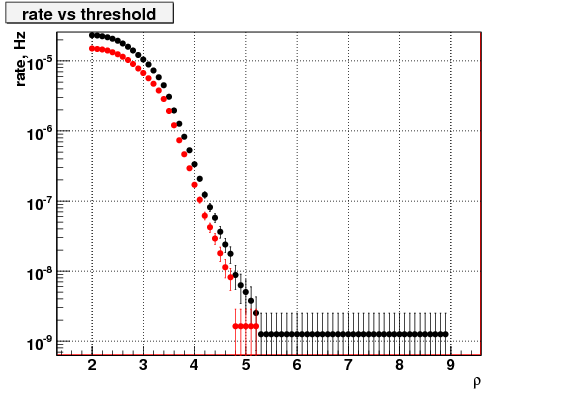 rate vs threshold
rate, Hz
10⁻⁵
10⁻⁶
10⁻⁷
10⁻⁸
10⁻⁹
2 3 4 5 6 7 8 9
ρ